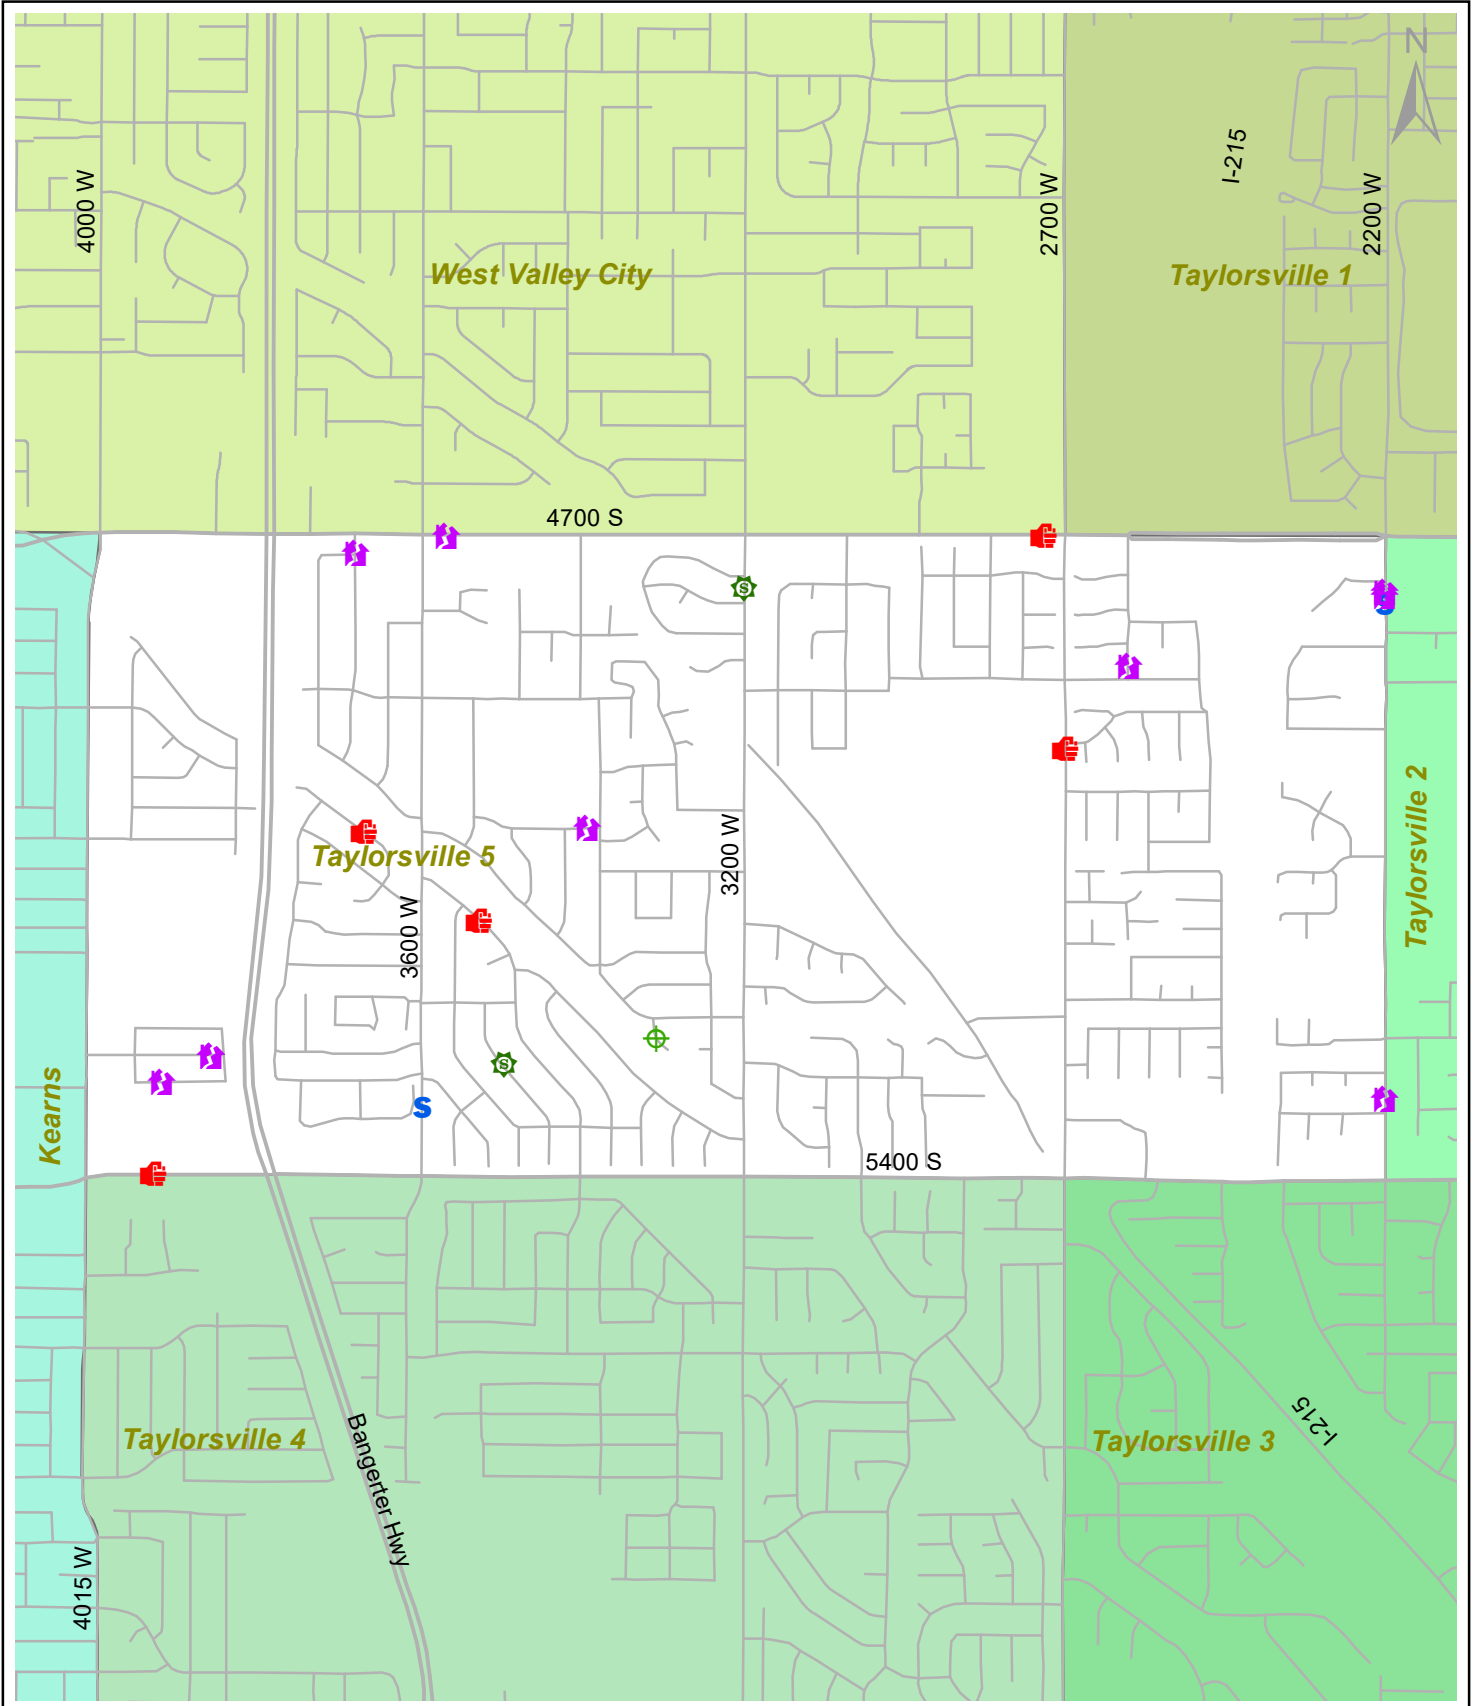 N
I-215
4000 W
2700 W
2200 W
West Valley City
Taylorsville 1
4700 S
S
S
Taylorsville 2
3200 W
Taylorsville 5
3600 W
S
S
Kearns
5400 S
I-215
Taylorsville 4
Taylorsville 3
Bangerter Hwy
4015 W